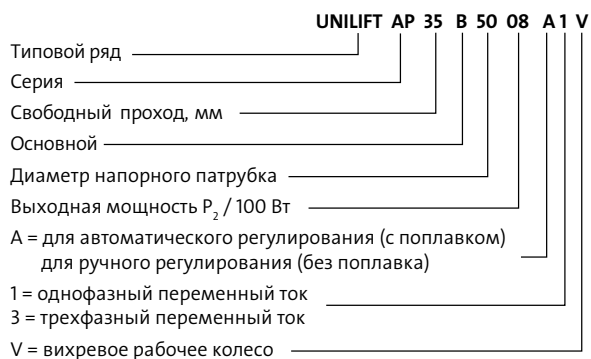 UNILIFT AP 35 B 50 08 A 1 V
Типовой ряд
Серия
Свободный проход, мм
Основной
Диаметр напорного патрубка
Выходная мощность P2 / 100 Вт
A = для автоматического регулирования (с поплавком)
для ручного регулирования (без поплавка)
1 = однофазный переменный ток
3 = трехфазный переменный ток
V = вихревое рабочее колесо